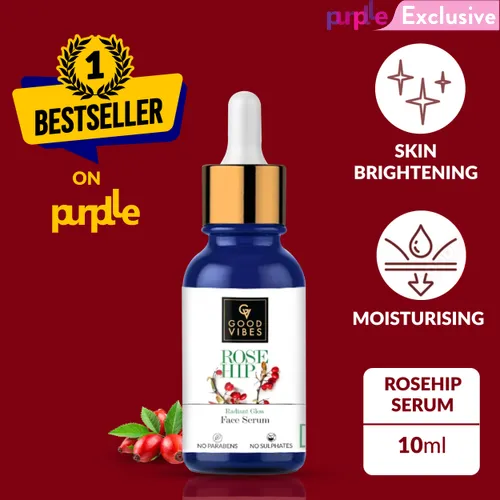 purplle Exclusive
1
BESTSELLER
ON
purplle
SKIN
BRIGHTENING
MOISTURISING
ROSEHIP
SERUM
10ml
GV
GOOD
VIBES
ROSE
HIP
Radiant Glow
Face Serum
NO PARABENS
NO SULPHATES